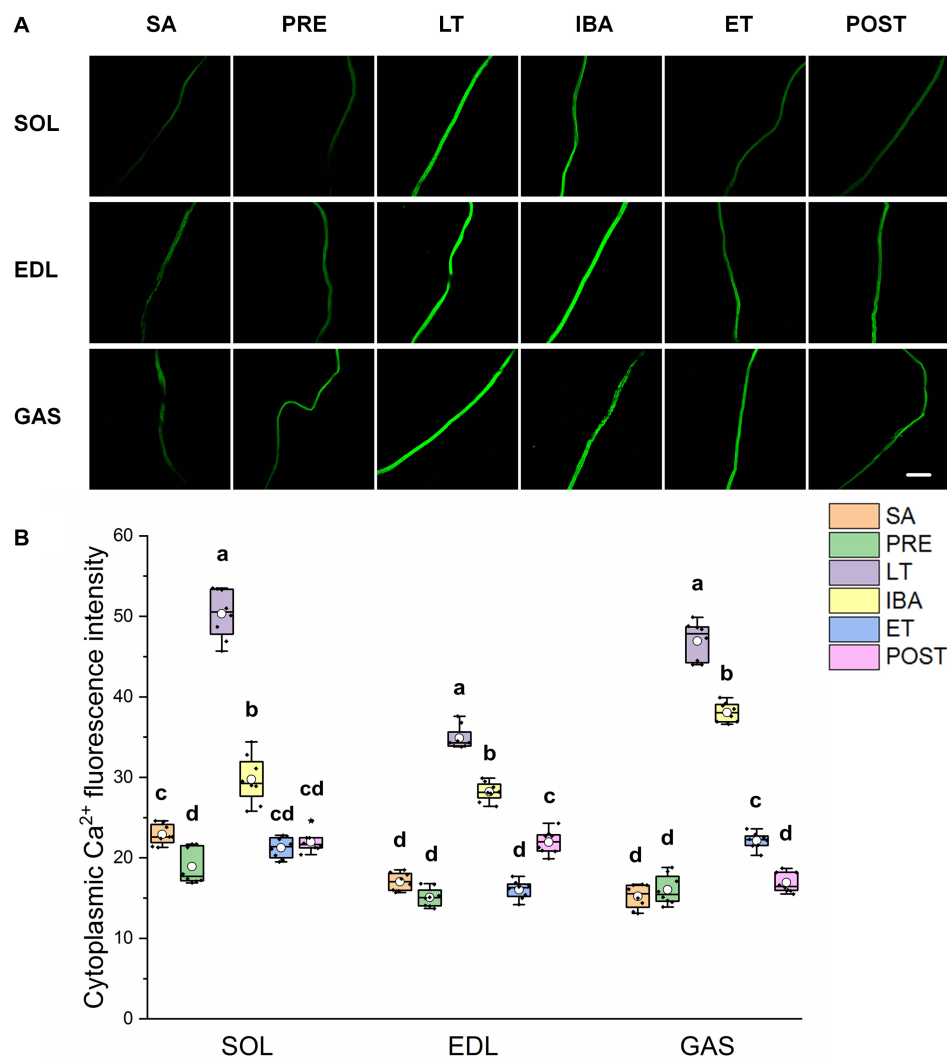 A SA PRE LT IBA ET POST
SOL
EDL
GAS
B
SA
PRE
LT
IBA
ET
POST
Cytoplasmic Ca²⁺ fluorescence intensity
60
50
40
30
20
10
0
a
b
c
d
cd
cd
a
b
c
d
d
d
a
b
c
d
d
d
SOL EDL GAS